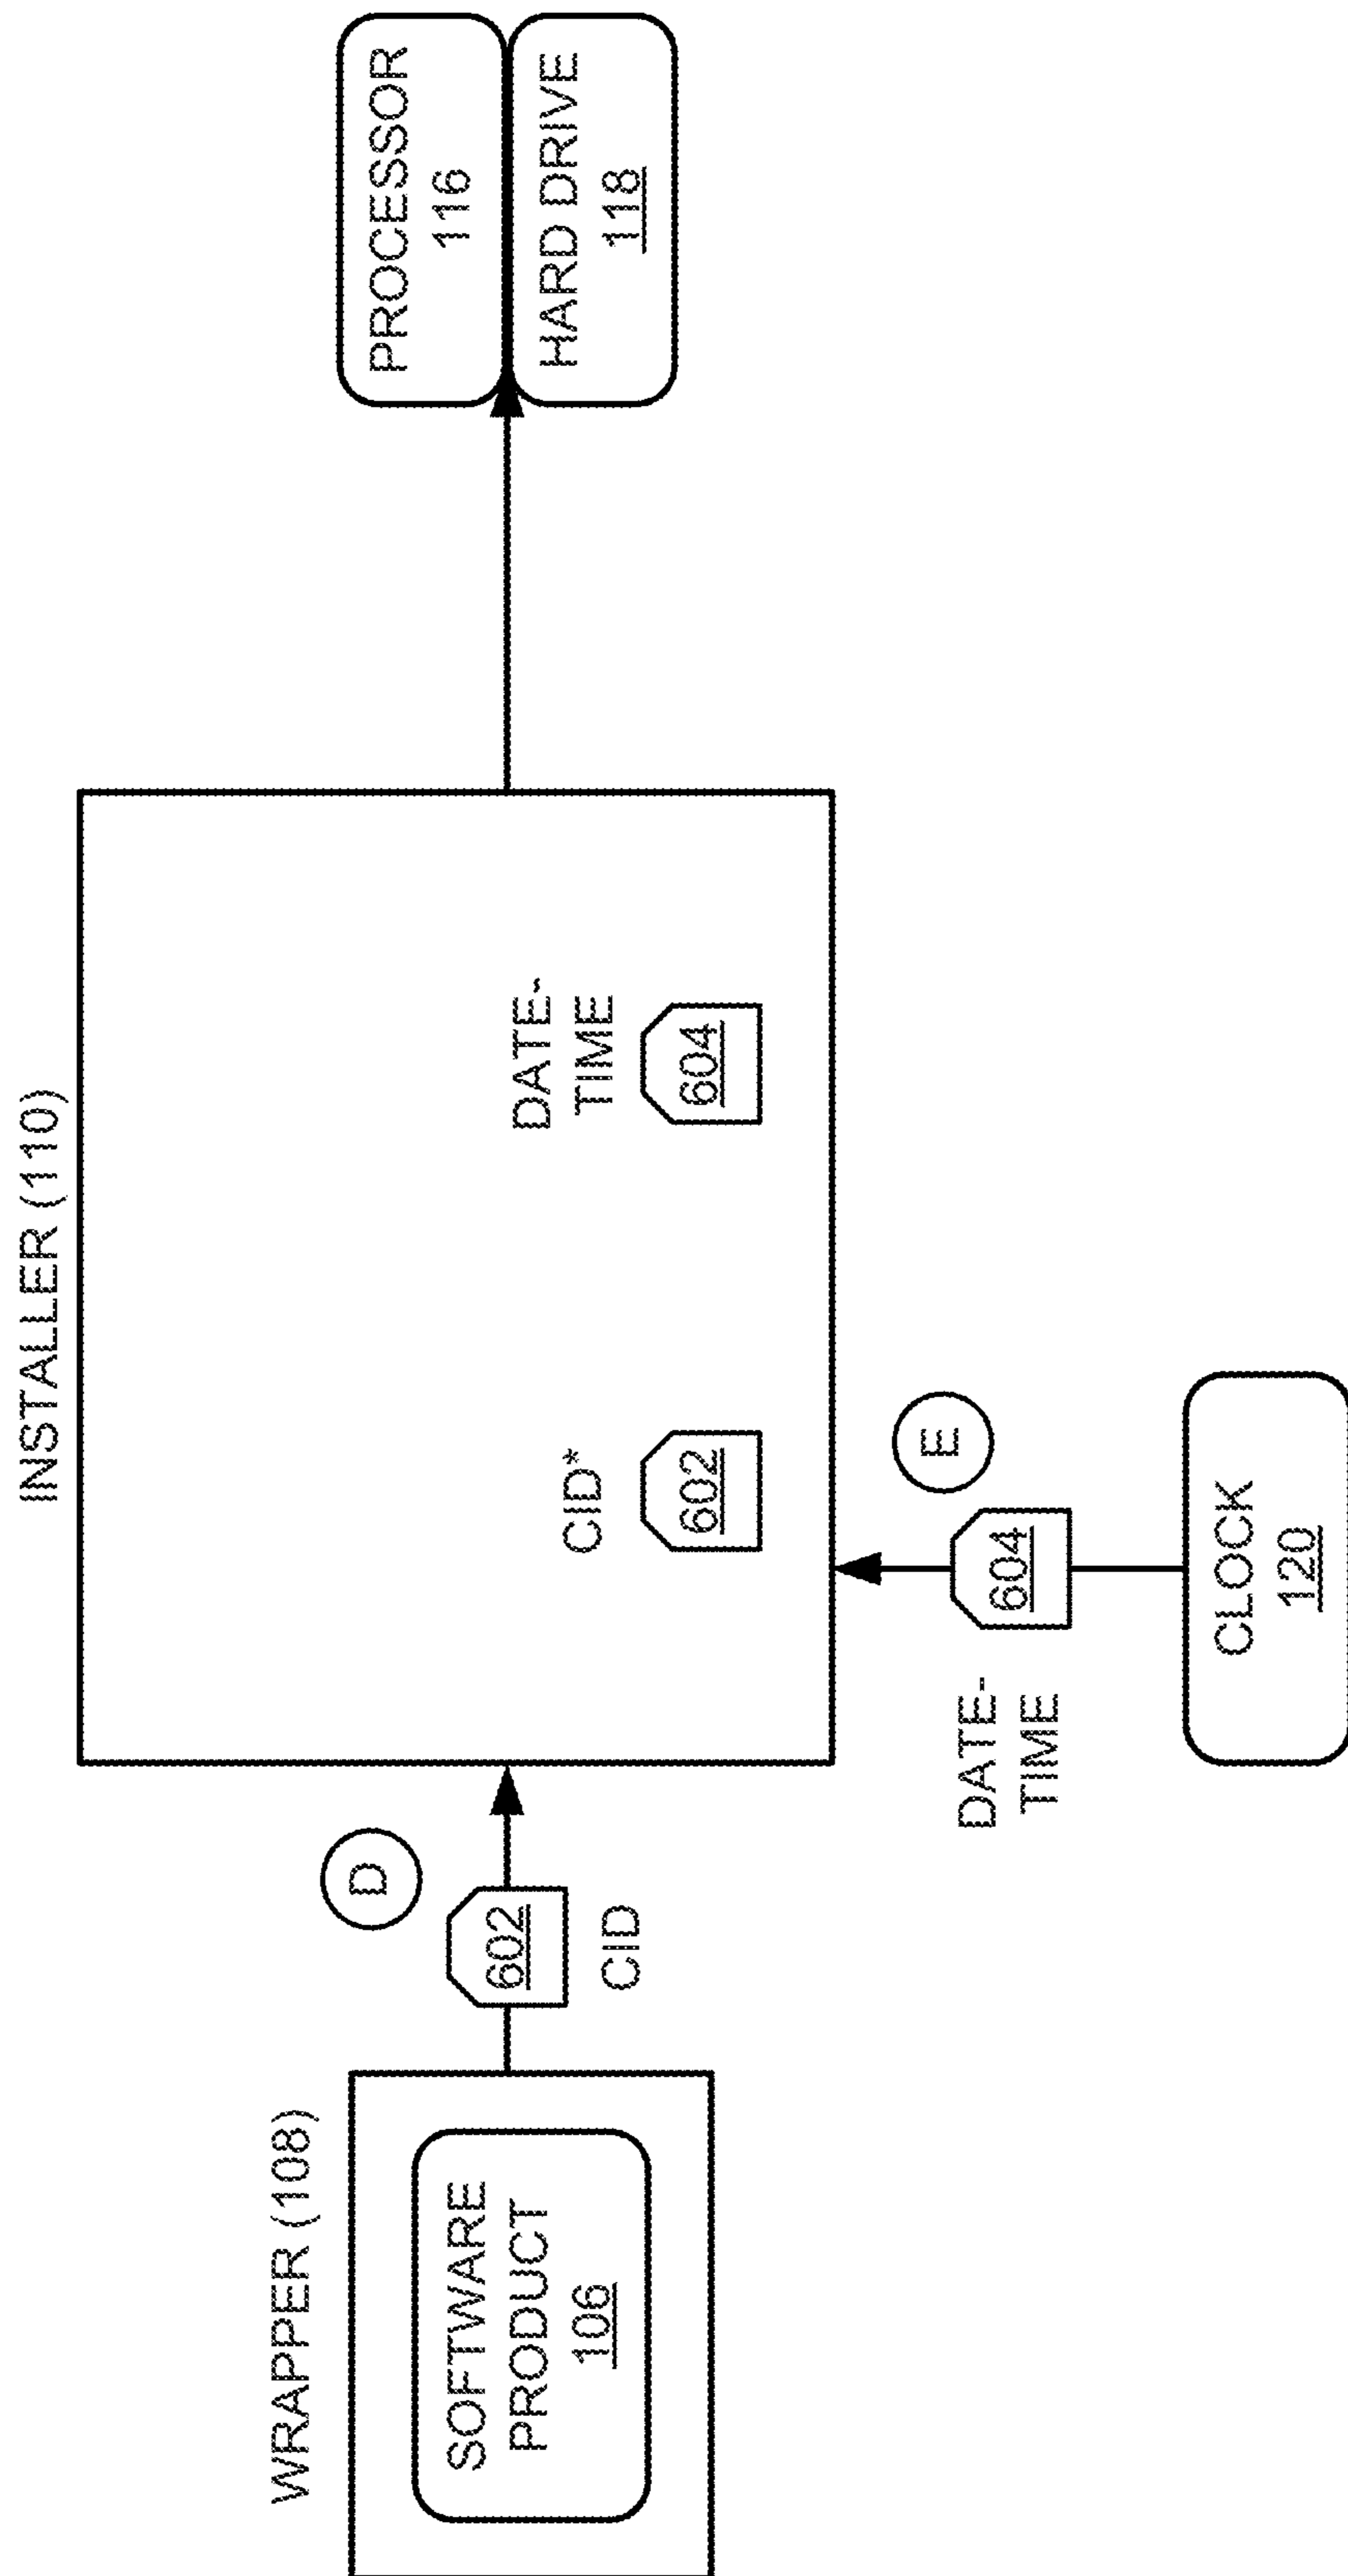 INSTALLER (110)
WRAPPER (108)
SOFTWARE
PRODUCT
106
D
602
CID
CID*
602
DATE-
TIME
604
PROCESSOR
116
HARD DRIVE
118
DATE-
TIME
604
E
CLOCK
120